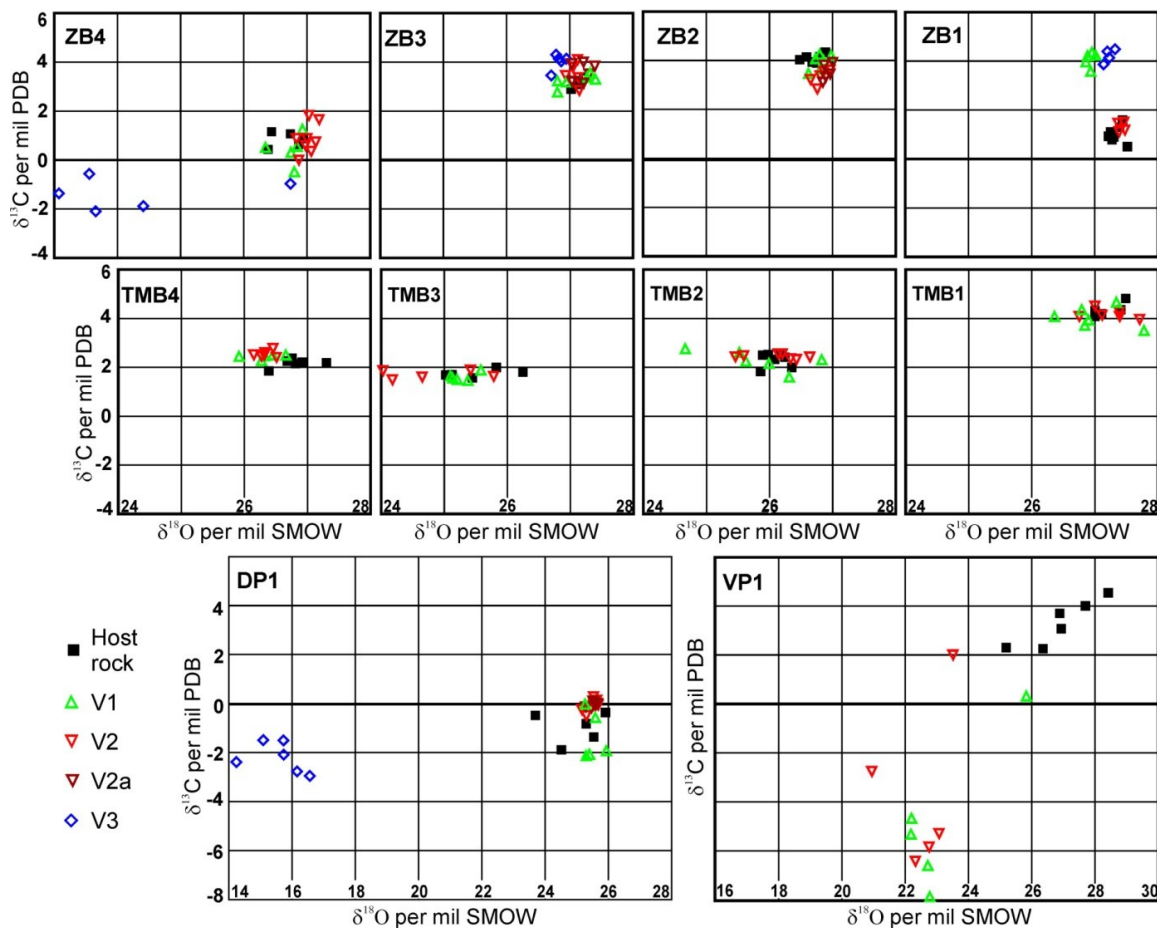 6
4
2
0
-2
-4
δ¹³C per mil PDB
ZB4
ZB3
ZB2
ZB1
6
4
2
0
-2
-4
δ¹³C per mil PDB
TMB4
TMB3
TMB2
TMB1
24 26 28
24 26 28
24 26 28
24 26 28
δ¹⁸O per mil SMOW
δ¹⁸O per mil SMOW
δ¹⁸O per mil SMOW
δ¹⁸O per mil SMOW
Host
rock
V1
V2
V2a
V3
DP1
4
2
0
-2
-4
-6
-8
δ¹³C per mil PDB
14 16 22 24 26 28
δ¹⁸O per mil SMOW
VP1
δ¹³C per mil PDB
16 20 22 24 26 28 30
δ¹⁸O per mil SMOW